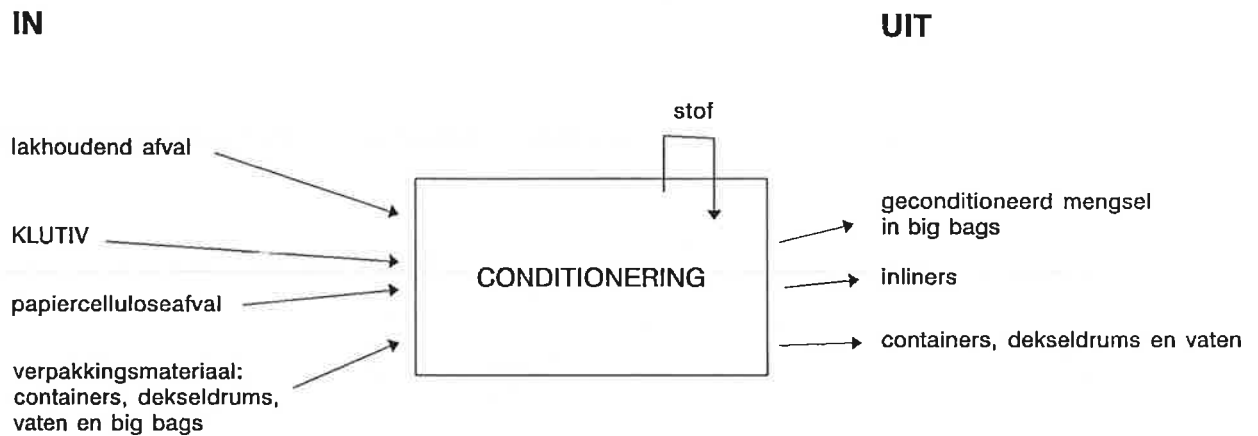 IN
UIT
stof
lakhoudend afval
KLUTIV
papiercelluloseafval
verpakkingsmateriaal:
containers, dekseldrums,
vaten en big bags
CONDITIONERING
geconditioneerd mengsel
in big bags
inliners
containers, dekseldrums en vaten